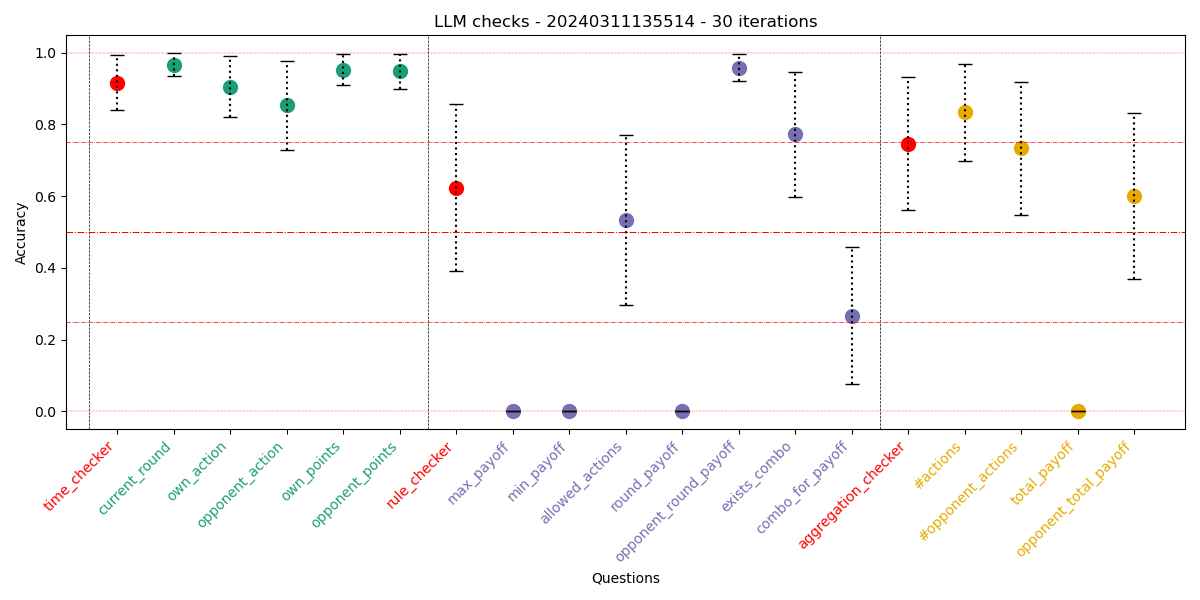 LLM checks - 20240311135514 - 30 iterations
Accuracy
1.0
0.8
0.6
0.4
0.2
0.0
time_checker
current_round
own_action
opponent_action
own_points
opponent_points
rule_checker
max_payoff
min_payoff
allowed_actions
round_payoff
opponent_round_payoff
exists_combo
combo_for_payoff
aggregation_checker
#actions
#opponent_actions
total_payoff
opponent_total_payoff
Questions